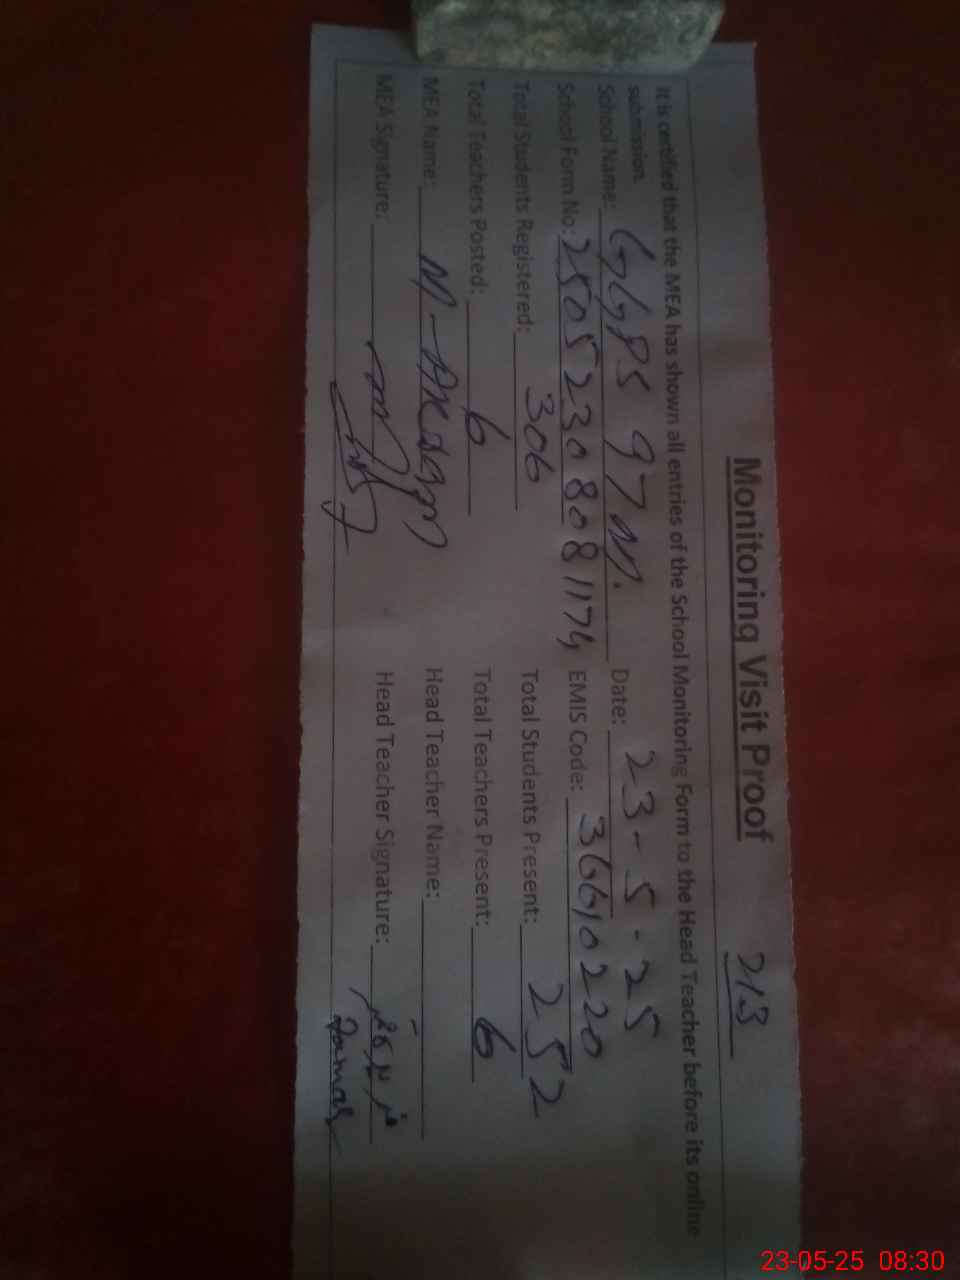 Monitoring Visit Proof
213
It is certified that the MEA has shown all entries of the School Monitoring Form to the Head Teacher before its online
submission.
School Name: GGPS 97 M. Date: 23-5-25
School Form No: 25052308081174 EMIS Code: 36610220
Total Students Registered: 306 Total Students Present: 252
Total Teachers Posted: 6 Total Teachers Present: 6
MEA Name: M-Akram Head Teacher Name:
MEA Signature: Head Teacher Signature:
23-05-25 08:30